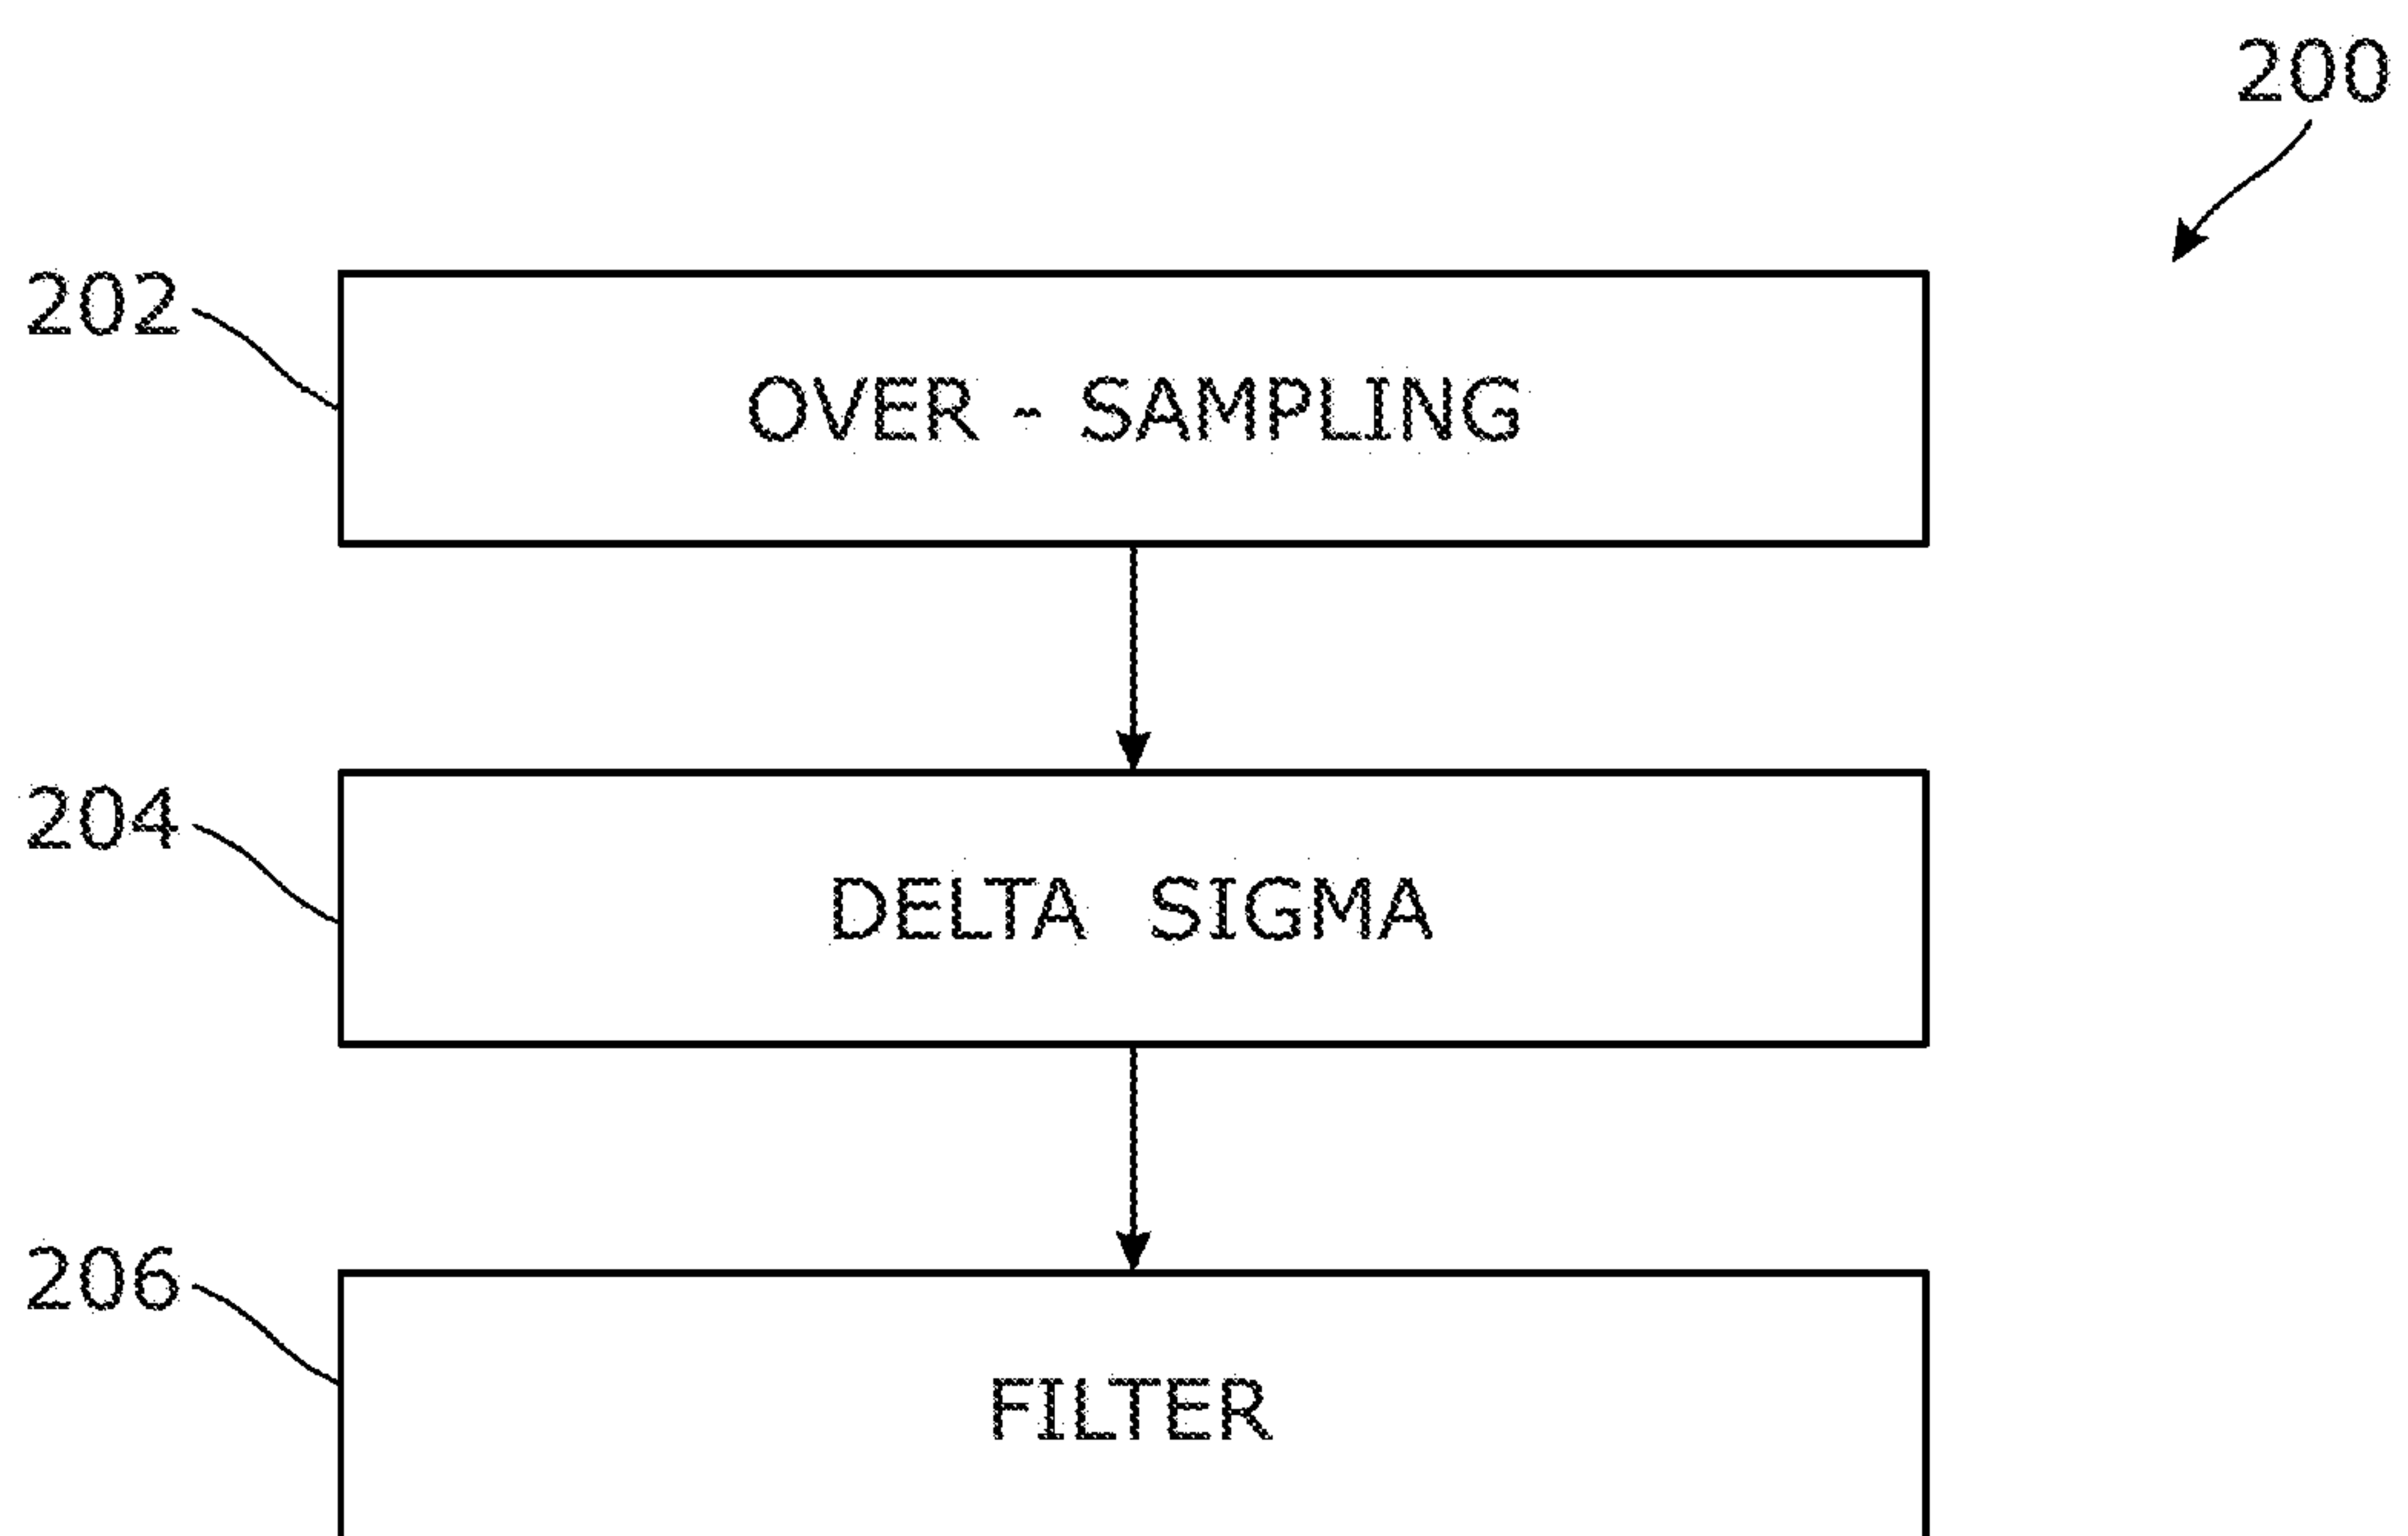 200
202
OVER - SAMPLING
204
DELTA SIGMA
206
FILTER